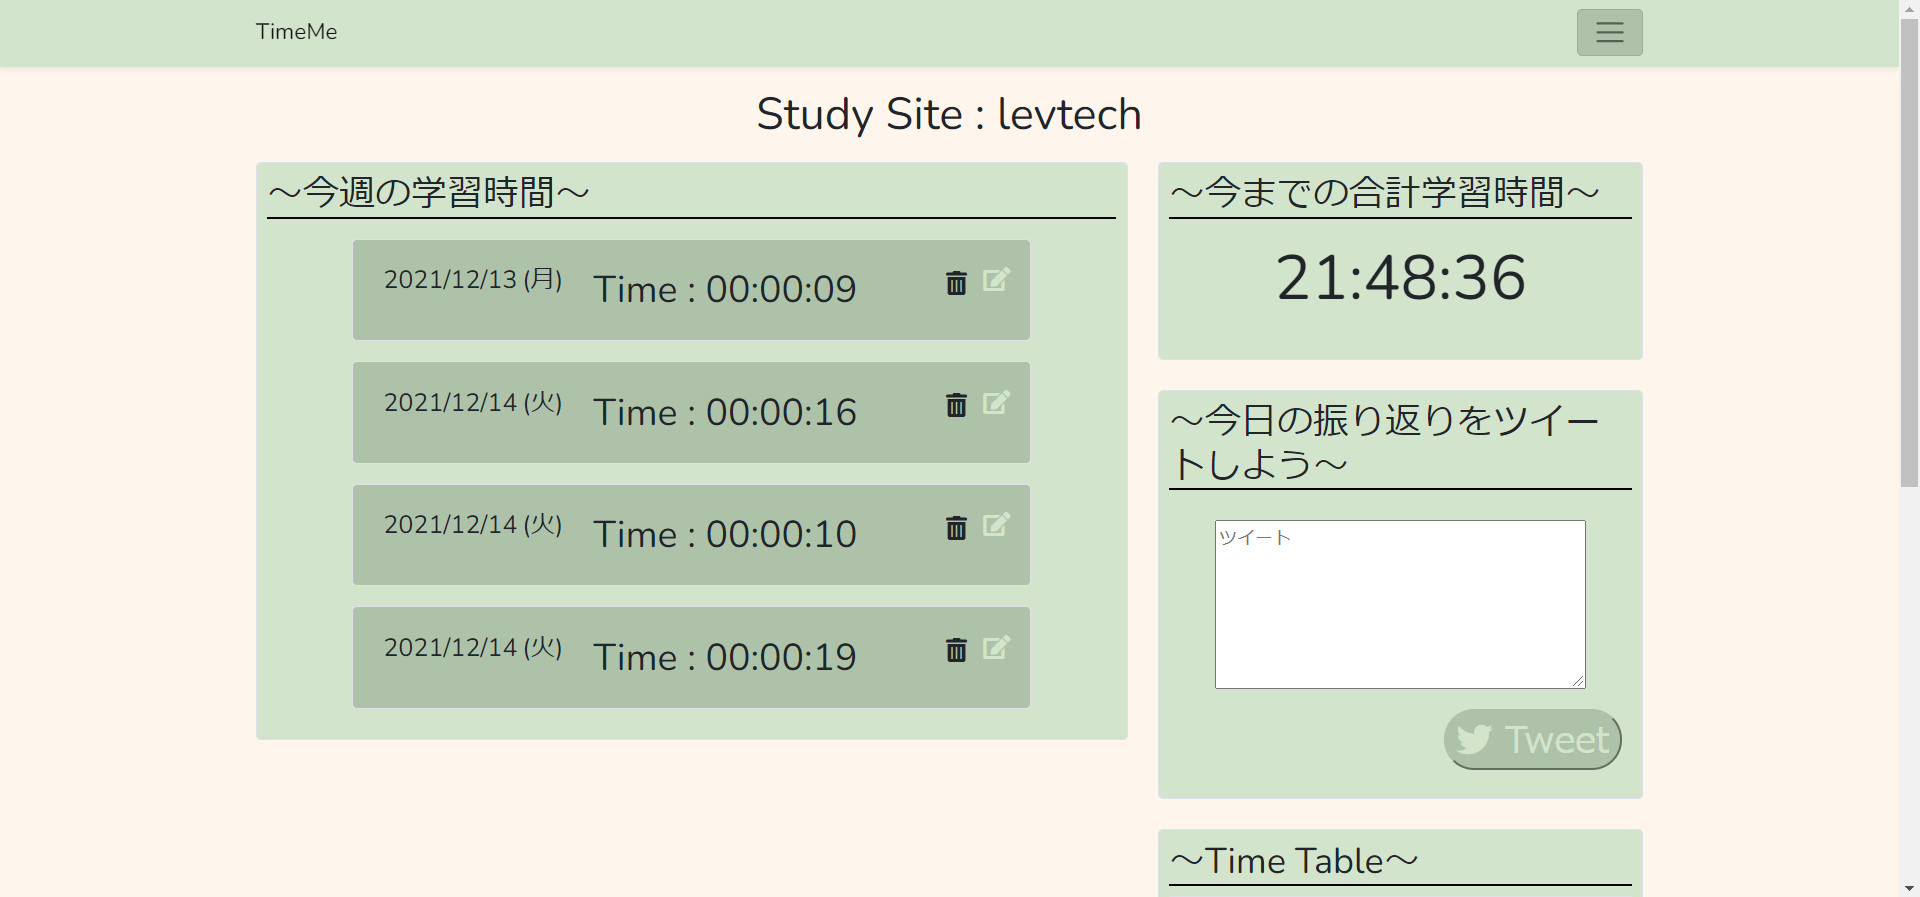 TimeMe
Study Site : levtech
～今週の学習時間～
2021/12/13 (月)
Time : 00:00:09
2021/12/14 (火)
Time : 00:00:16
2021/12/14 (火)
Time : 00:00:10
2021/12/14 (火)
Time : 00:00:19
～今までの合計学習時間～
21:48:36
～今日の振り返りをツイー
トしよう～
ツイート
Tweet
～Time Table～